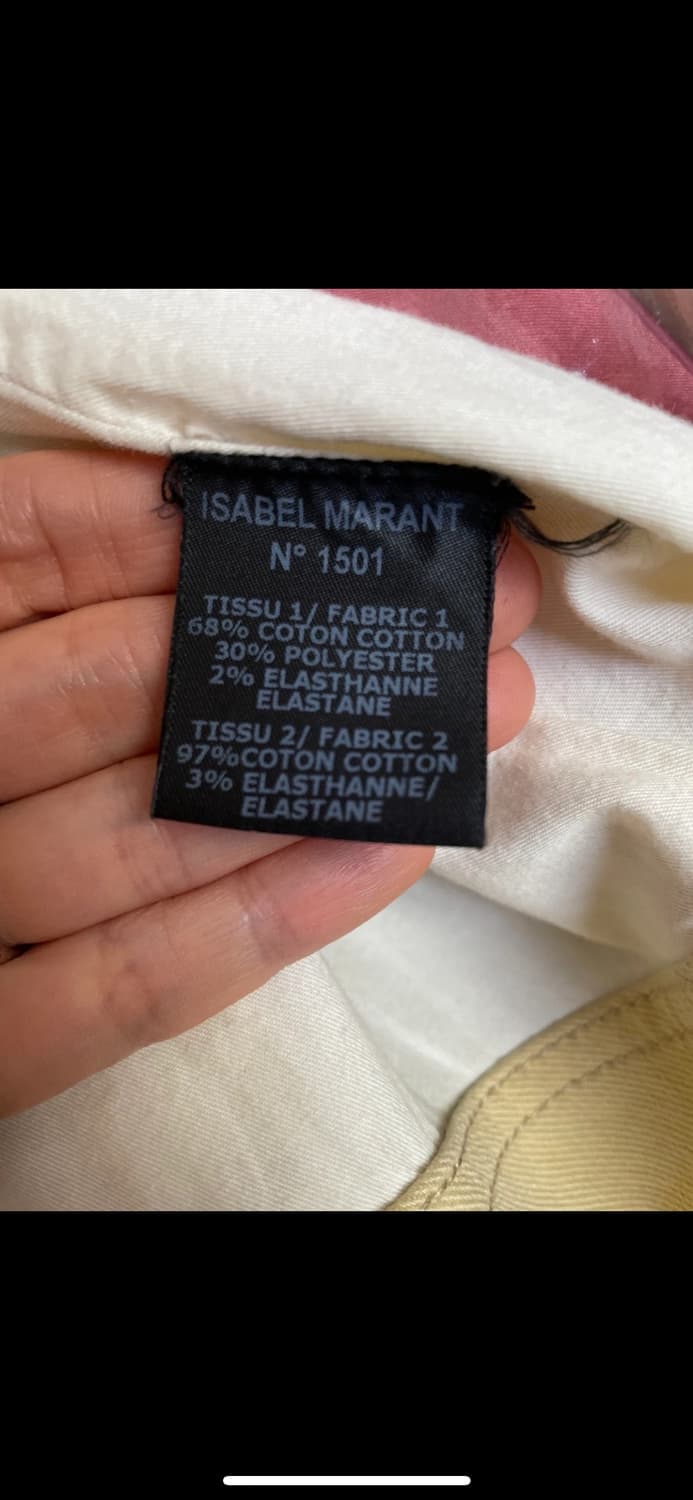 ISABEL MARANT
N° 1501
TISSU 1/ FABRIC 1
68% COTON COTTON
30% POLYESTER
2% ELASTHANNE
ELASTANE
TISSU 2/ FABRIC 2
97%COTON COTTON
3% ELASTHANNE/
ELASTANE